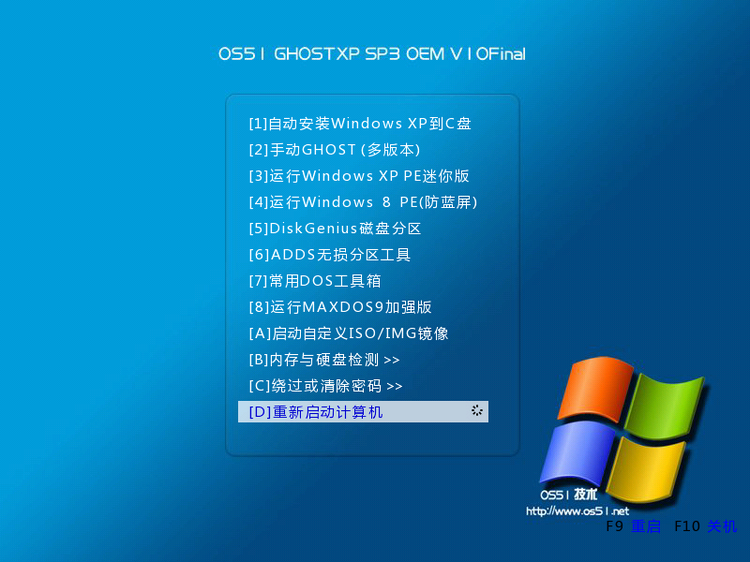 OS51 GHOSTXP SP3 OEM V10Final
[1]自动安装Windows XP到C盘
[2]手动GHOST (多版本)
[3]运行Windows XP PE迷你版
[4]运行Windows 8 PE(防蓝屏)
[5]DiskGenius磁盘分区
[6]ADDS无损分区工具
[7]常用DOS工具箱
[8]运行MAXDOS9加强版
[A]启动自定义ISO/IMG镜像
[B]内存与硬盘检测 >>
[C]绕过或清除密码 >>
[D]重新启动计算机
OS51 技术
http://www.os51.net
F9 重启 F10 关机